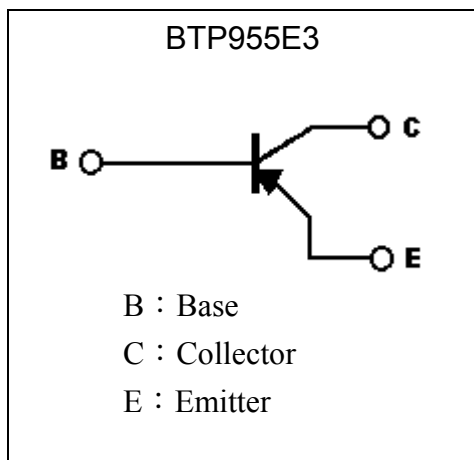 BTP955E3
C
B
E
B：Base
C：Collector
E：Emitter